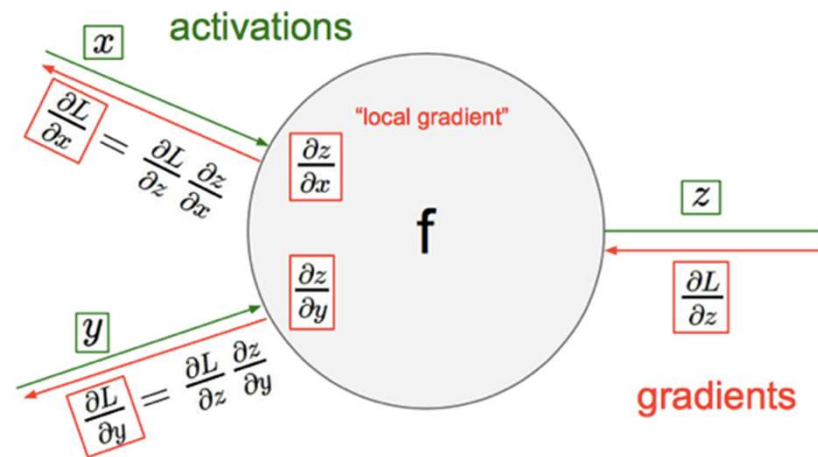 activations
x
∂L/∂x = ∂L/∂z ∂z/∂x
"local gradient"
∂z/∂x
f
z
∂z/∂y
∂L/∂z
y
∂L/∂y = ∂L/∂z ∂z/∂y
gradients